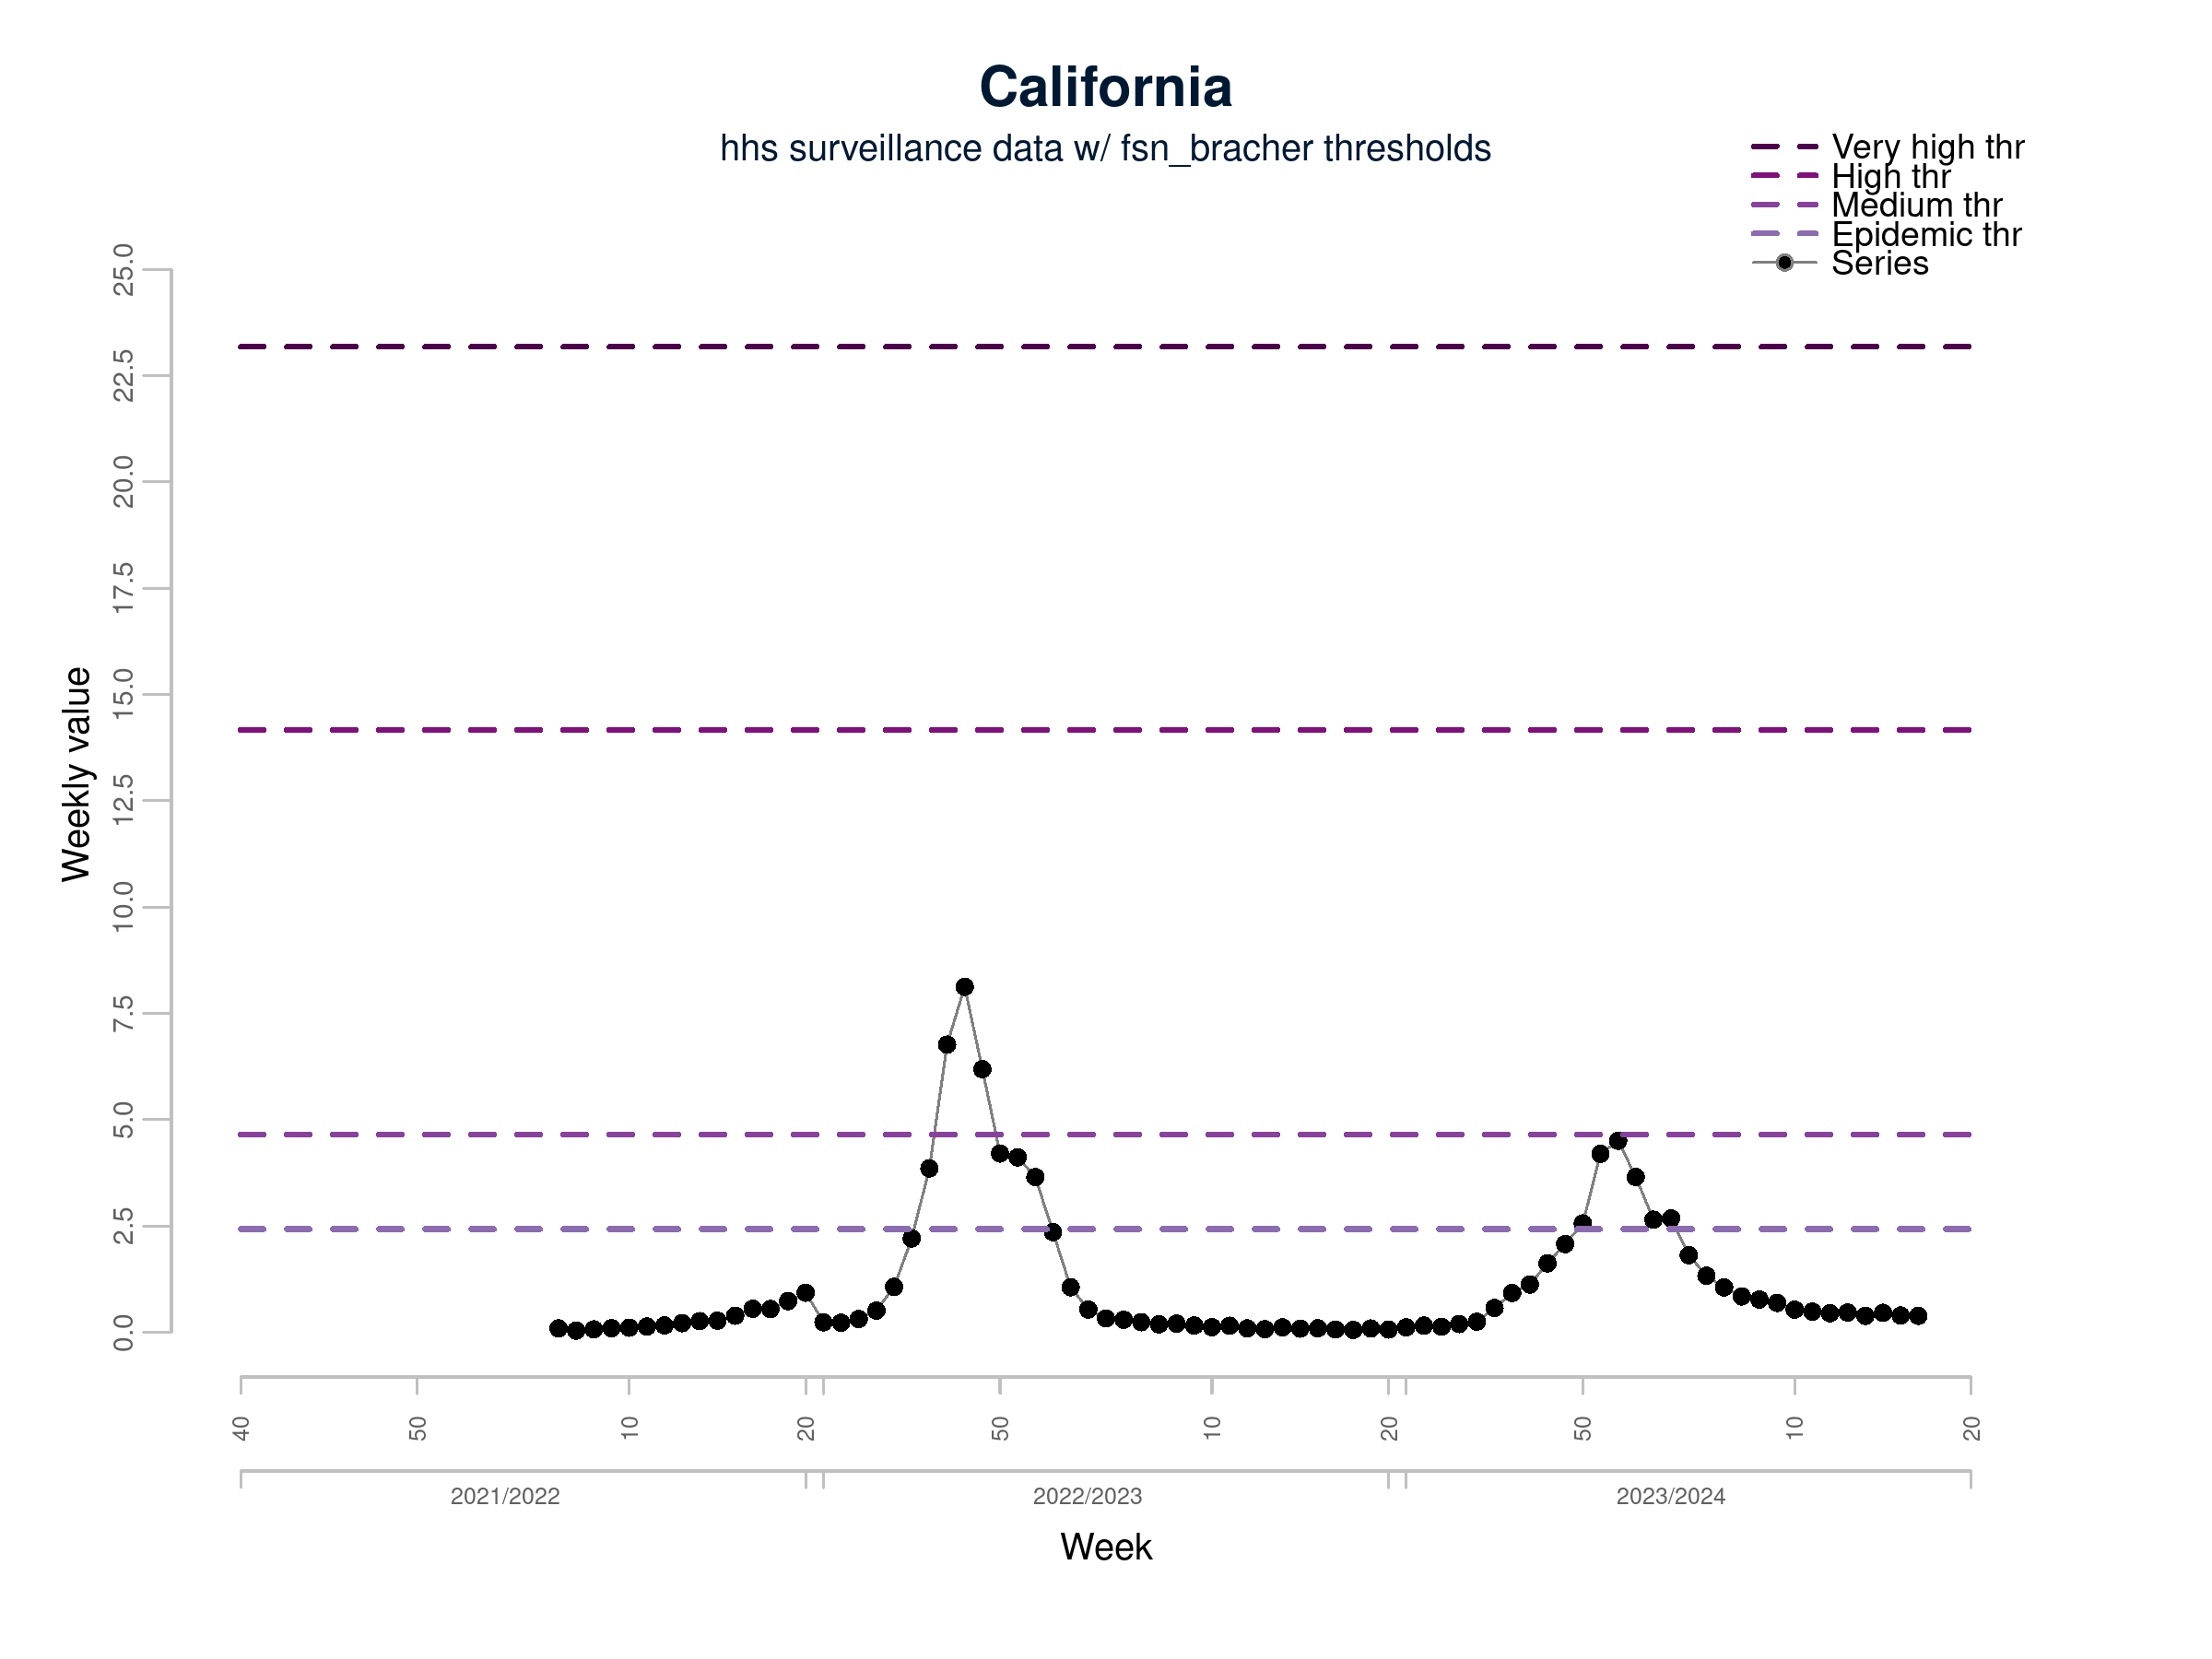 California
hhs surveillance data w/ fsn_bracher thresholds
Very high thr
High thr
Medium thr
Epidemic thr
Series
Weekly value
25.0
22.5
20.0
17.5
15.0
12.5
10.0
7.5
5.0
2.5
0.0
40 50 10 20 50 10 20 50 10 20
2021/2022 2022/2023 2023/2024
Week